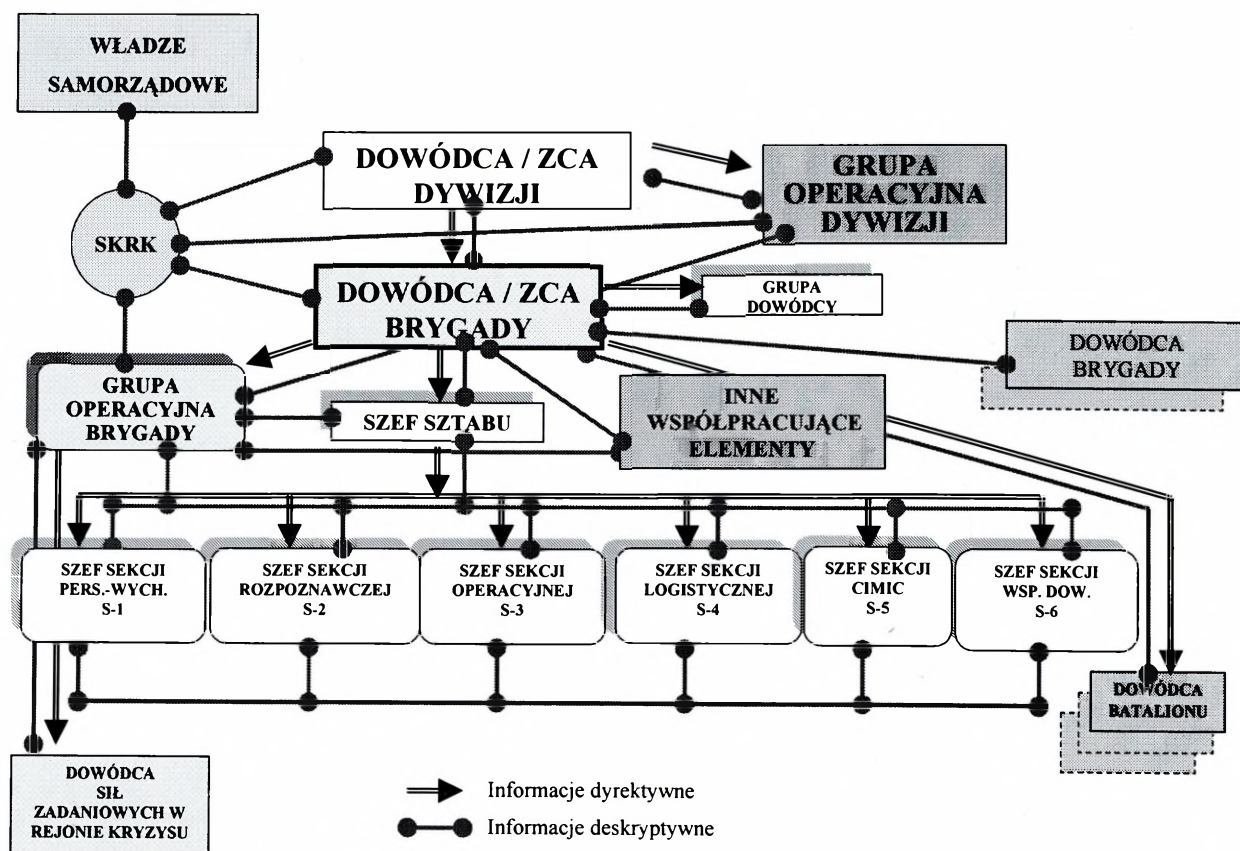 WŁADZE
SAMORZĄDOWE
DOWÓDCA / ZCA
DYWIZJI
GRUPA
OPERACYJNA
DYWIZJI
SKRK
DOWÓDCA / ZCA
BRYGADY
GRUPA
DOWÓDCY
DOWÓDCA
BRYGADY
GRUPA
OPERACYJNA
BRYGADY
SZEF SZTABU
INNE
WSPÓŁPRACUJĄCE
ELEMENTY
SZEF SEKCJI
PERS.-WYCH.
S-1
SZEF SEKCJI
ROZPOZNAWCZEJ
S-2
SZEF SEKCJI
OPERACYJNEJ
S-3
SZEF SEKCJI
LOGISTYCZNEJ
S-4
SZEF SEKCJI
CIMIC
S-5
SZEF SEKCJI
WSP. DOW.
S-6
DOWÓDCA
BATALIONU
DOWÓDCA
SIŁ
ZADANIOWYCH W
REJONIE KRYZYSU
Informacje dyrektywne
Informacje deskryptywne